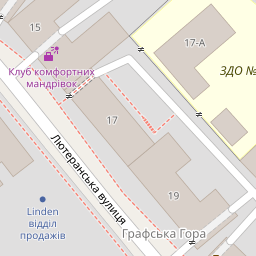 15
17-А
ЗДО №
Клуб комфортних
мандрівок
17
Лютеранська вулиця
19
Linden
відділ
продажів
Графська Гора